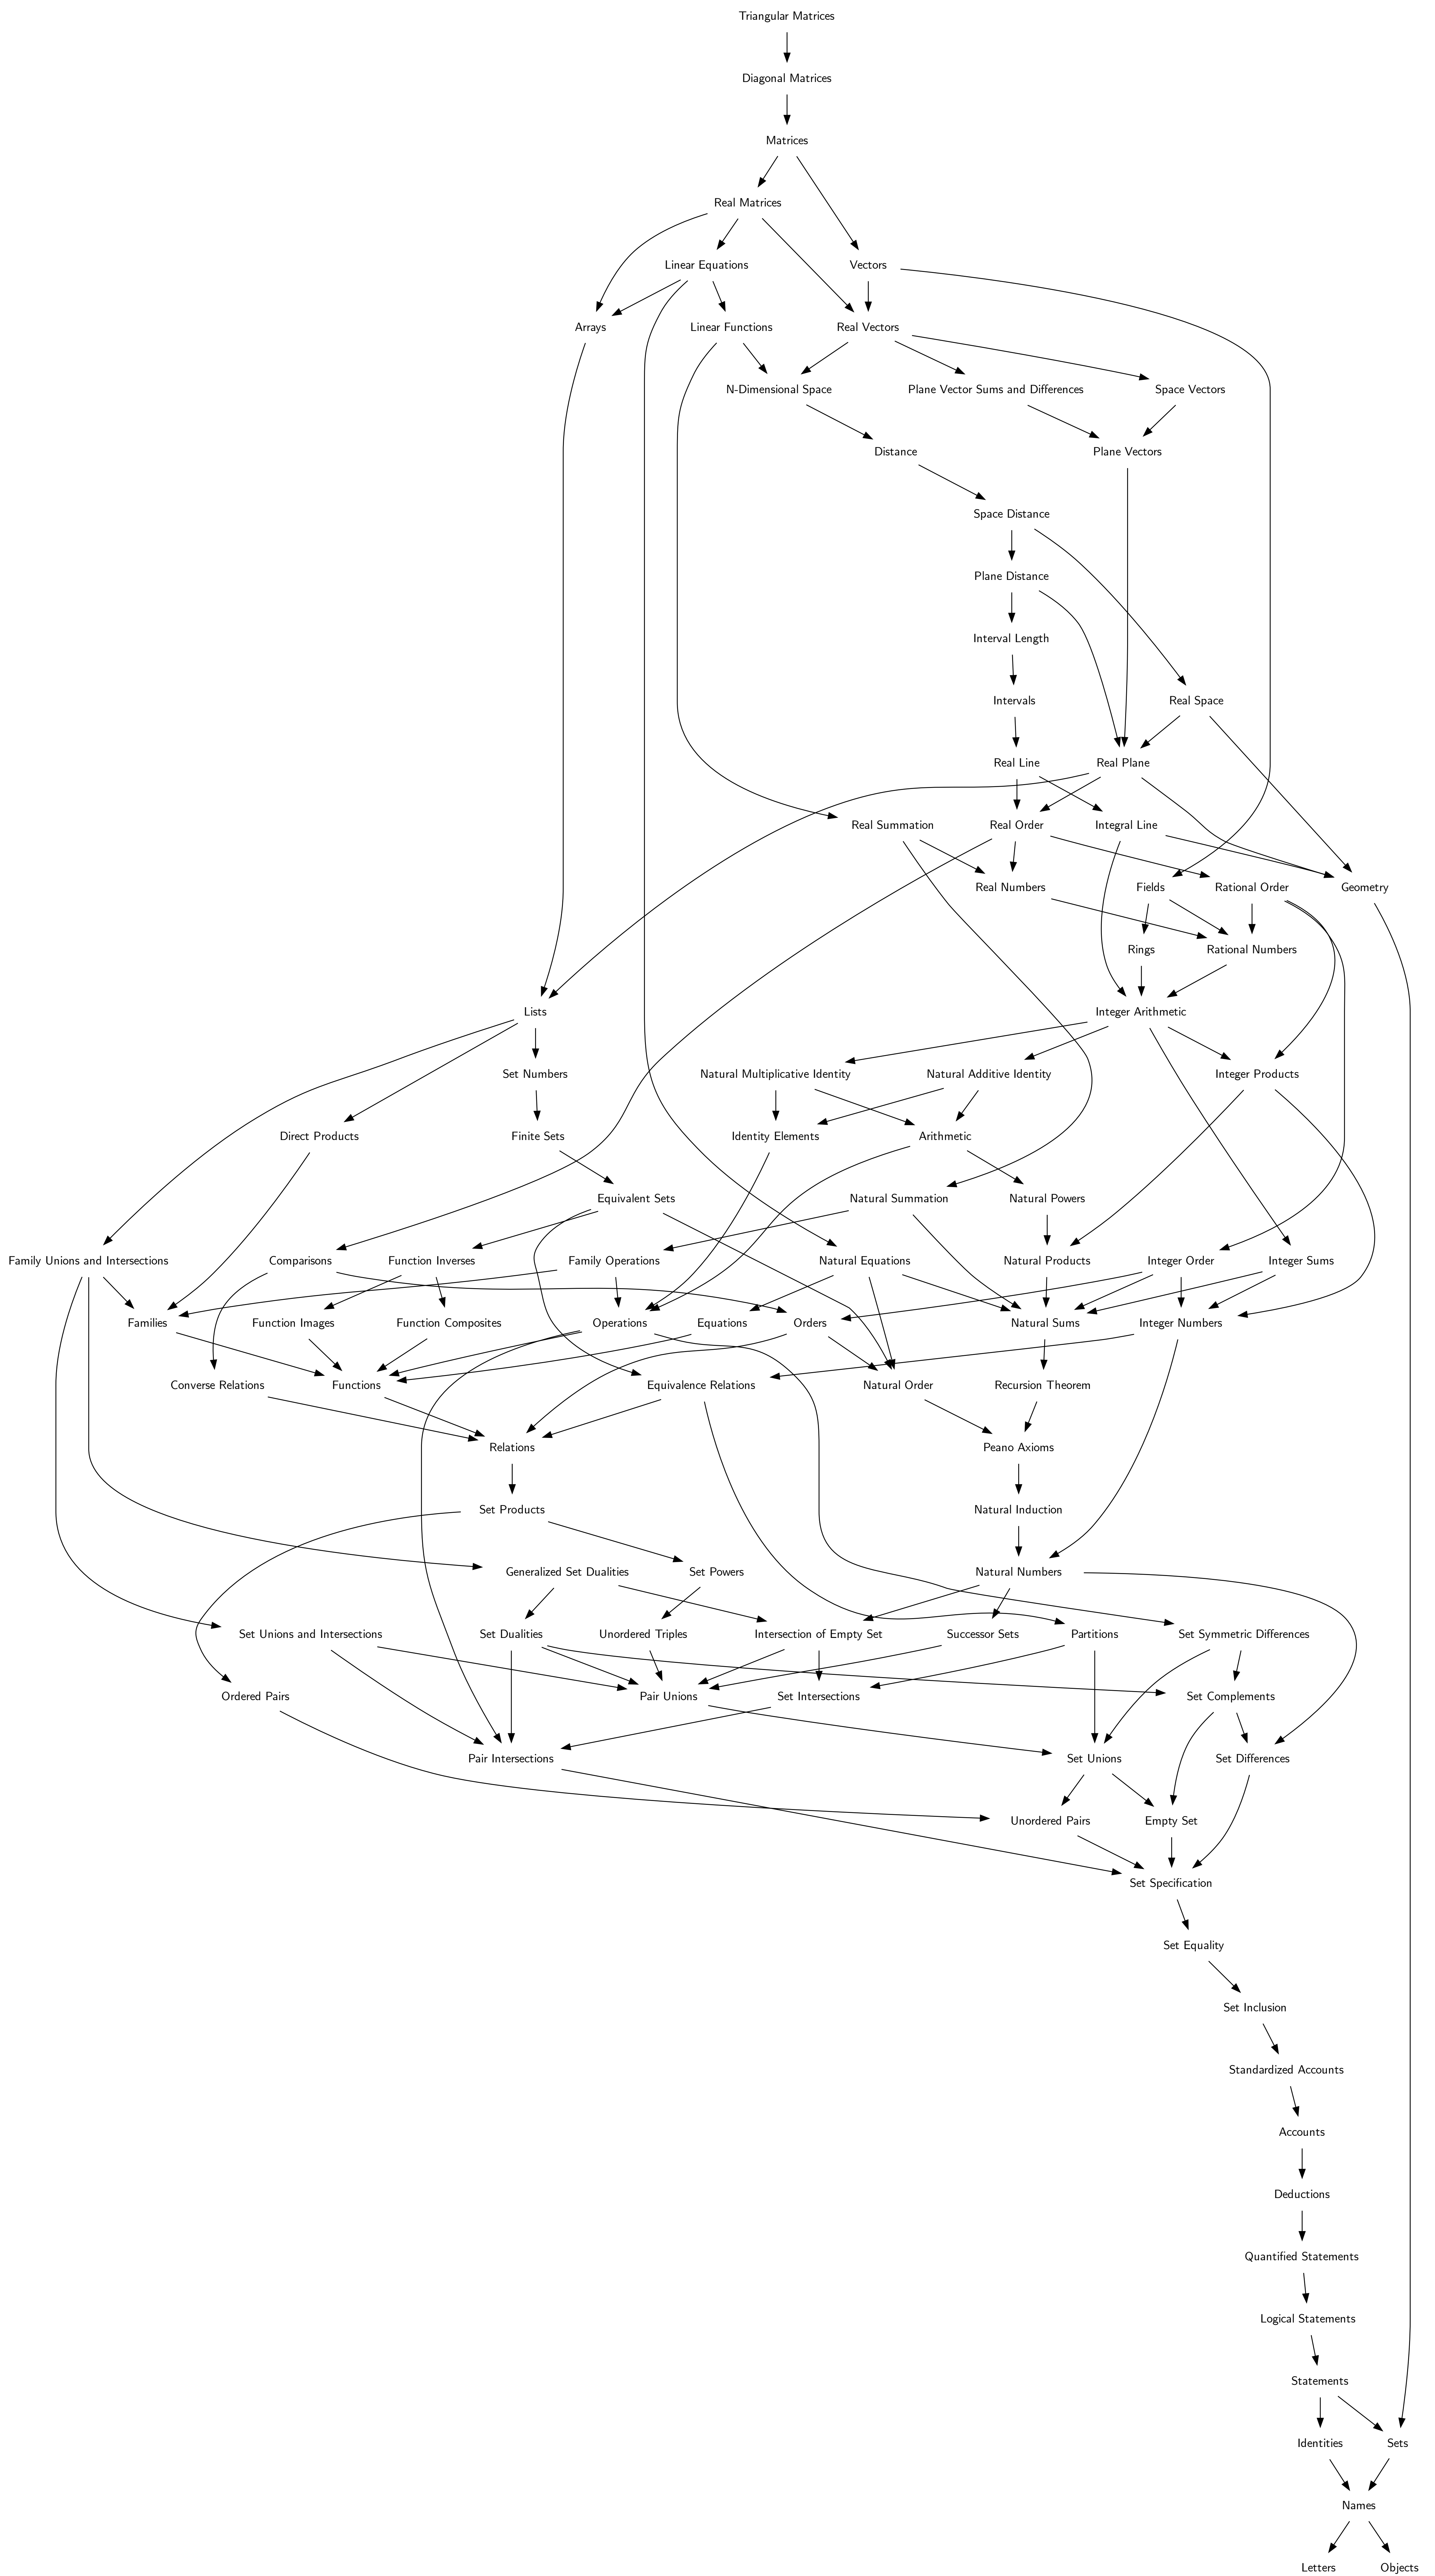 Triangular Matrices
Diagonal Matrices
Matrices
Real Matrices
Linear Equations
Vectors
Arrays
Linear Functions
Real Vectors
N-Dimensional Space
Plane Vector Sums and Differences
Space Vectors
Distance
Plane Vectors
Space Distance
Plane Distance
Interval Length
Intervals
Real Space
Real Line
Real Plane
Real Summation
Real Order
Integral Line
Real Numbers
Fields
Rational Order
Geometry
Rings
Rational Numbers
Lists
Integer Arithmetic
Set Numbers
Natural Multiplicative Identity
Natural Additive Identity
Integer Products
Direct Products
Finite Sets
Identity Elements
Arithmetic
Equivalent Sets
Natural Summation
Natural Powers
Family Unions and Intersections
Comparisons
Function Inverses
Family Operations
Natural Equations
Natural Products
Integer Order
Integer Sums
Families
Function Images
Function Composites
Operations
Equations
Orders
Natural Sums
Integer Numbers
Converse Relations
Functions
Equivalence Relations
Natural Order
Recursion Theorem
Relations
Peano Axioms
Set Products
Natural Induction
Generalized Set Dualities
Set Powers
Natural Numbers
Set Unions and Intersections
Set Dualities
Unordered Triples
Intersection of Empty Set
Successor Sets
Partitions
Set Symmetric Differences
Ordered Pairs
Pair Unions
Set Intersections
Set Complements
Pair Intersections
Set Unions
Set Differences
Unordered Pairs
Empty Set
Set Specification
Set Equality
Set Inclusion
Standardized Accounts
Accounts
Deductions
Quantified Statements
Logical Statements
Statements
Identities
Sets
Names
Letters
Objects